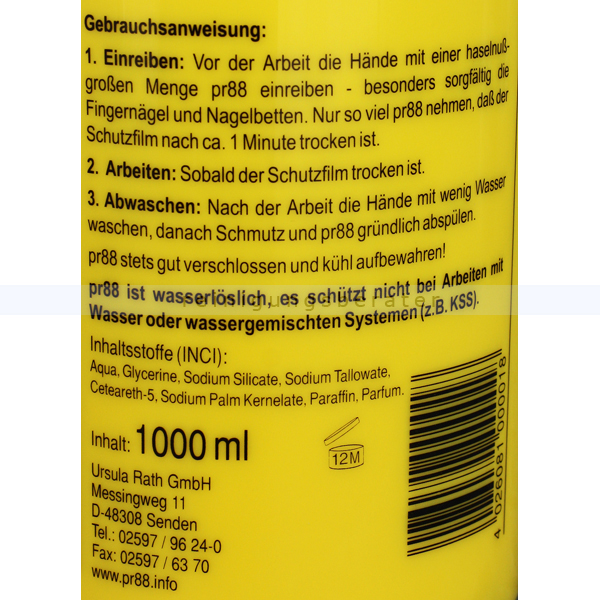 Gebrauchsanweisung:
1. Einreiben: Vor der Arbeit die Hände mit einer haselnuß-
großen Menge pr88 einreiben - besonders sorgfältig die
Fingernägel und Nagelbetten. Nur so viel pr88 nehmen, daß der
Schutzfilm nach ca. 1 Minute trocken ist.
2. Arbeiten: Sobald der Schutzfilm trocken ist.
3. Abwaschen: Nach der Arbeit die Hände mit wenig Wasser
waschen, danach Schmutz und pr88 gründlich abspülen.
pr88 stets gut verschlossen und kühl aufbewahren!
pr88 ist wasserlöslich, es schützt nicht bei Arbeiten mit
Wasser oder wassergemischten Systemen (z.B. KSS).
Inhaltsstoffe (INCI):
Aqua, Glycerine, Sodium Silicate, Sodium Tallowate,
Ceteareth-5, Sodium Palm Kernelate, Paraffin, Parfum.
Inhalt: 1000 ml
12M
Ursula Rath GmbH
Messingweg 11
D-48308 Senden
Tel.: 02597 / 96 24-0
Fax: 02597 / 63 70
www.pr88.info
4 026081 000018